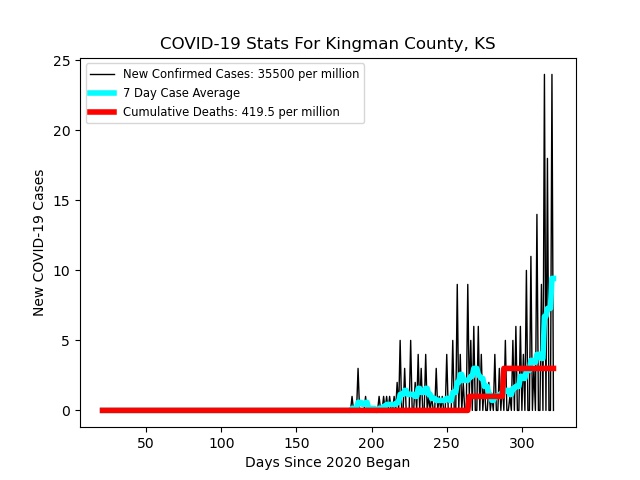 COVID-19 Stats For Kingman County, KS
New Confirmed Cases: 35500 per million
7 Day Case Average
Cumulative Deaths: 419.5 per million
New COVID-19 Cases
25
20
15
10
5
0
50 100 150 200 250 300
Days Since 2020 Began